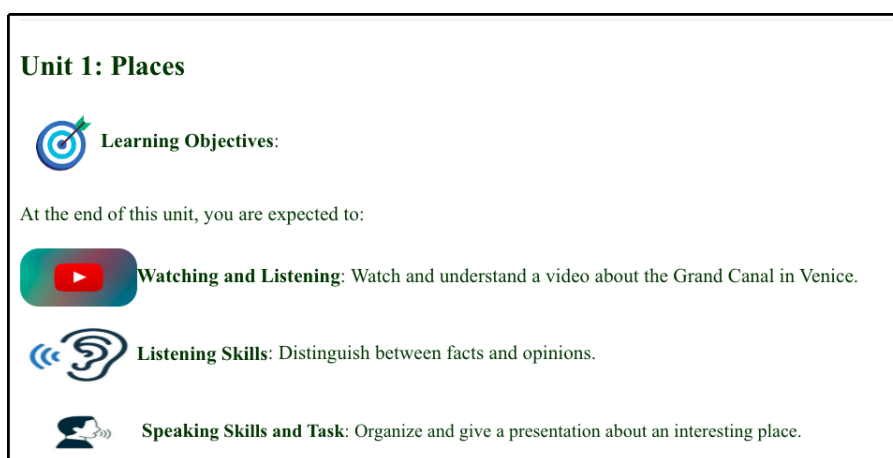 Unit 1: Places
Learning Objectives:
At the end of this unit, you are expected to:
Watching and Listening: Watch and understand a video about the Grand Canal in Venice.
Listening Skills: Distinguish between facts and opinions.
Speaking Skills and Task: Organize and give a presentation about an interesting place.